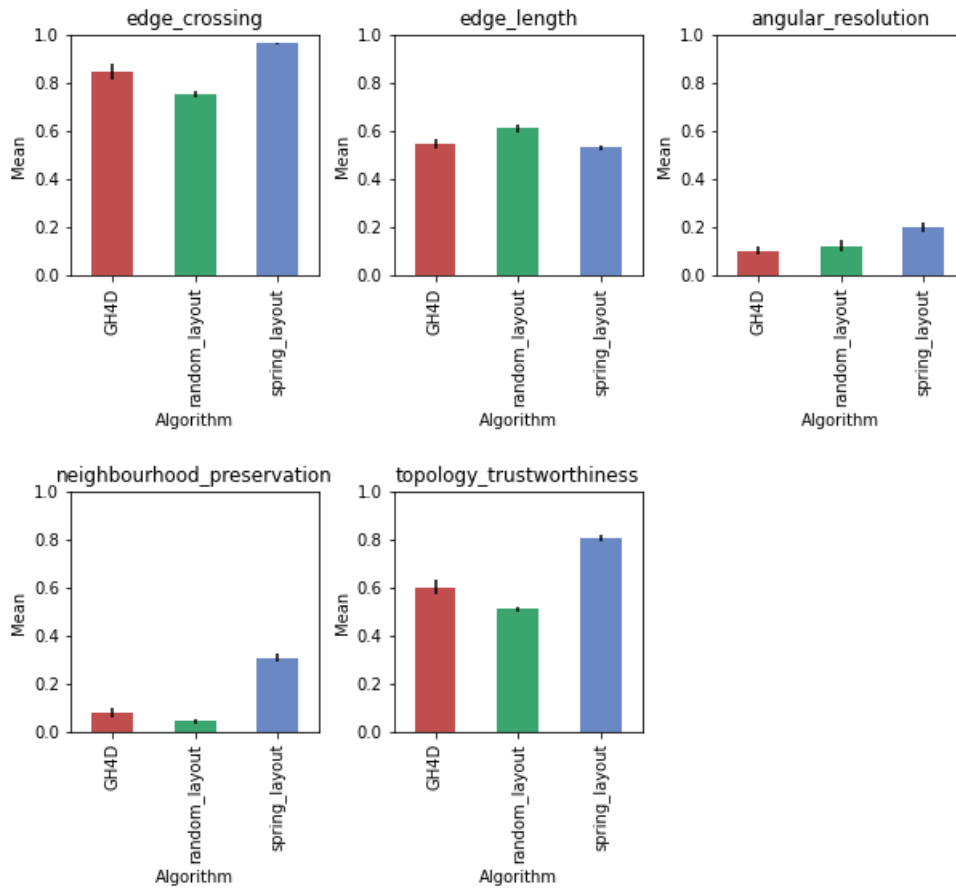 edge_crossing
Mean
1.0
0.8
0.6
0.4
0.2
0.0
GH4D
random_layout
spring_layout
Algorithm
edge_length
Mean
1.0
0.8
0.6
0.4
0.2
0.0
GH4D
random_layout
spring_layout
Algorithm
angular_resolution
Mean
1.0
0.8
0.6
0.4
0.2
0.0
GH4D
random_layout
spring_layout
Algorithm
neighbourhood_preservation
Mean
1.0
0.8
0.6
0.4
0.2
0.0
GH4D
random_layout
spring_layout
Algorithm
topology_trustworthiness
Mean
1.0
0.8
0.6
0.4
0.2
0.0
GH4D
random_layout
spring_layout
Algorithm